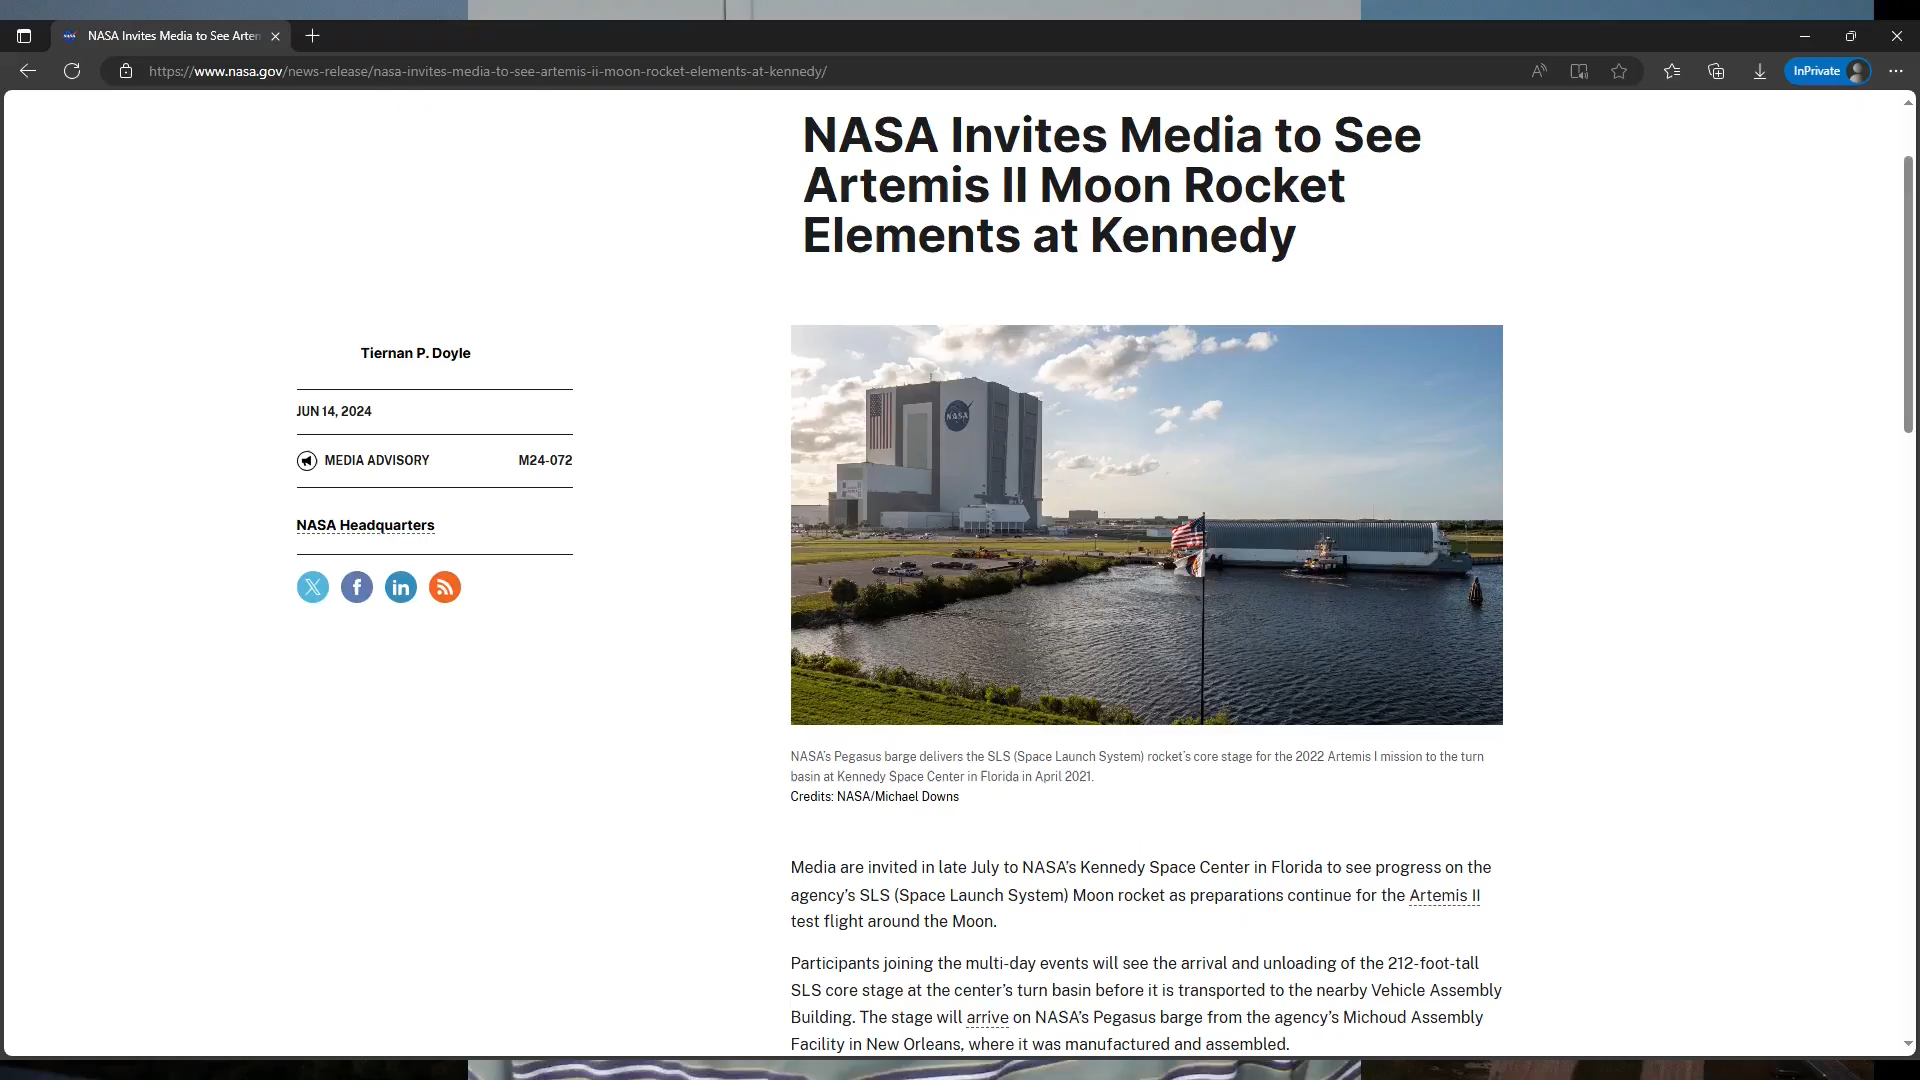 NASA Invites Media to See Artem
https://www.nasa.gov/news-release/nasa-invites-media-to-see-artemis-ii-moon-rocket-elements-at-kennedy/
InPrivate
NASA Invites Media to See
Artemis II Moon Rocket
Elements at Kennedy
Tiernan P. Doyle
JUN 14, 2024
MEDIA ADVISORY M24-072
NASA Headquarters
NASA
NASA's Pegasus barge delivers the SLS (Space Launch System) rocket's core stage for the 2022 Artemis I mission to the turn
basin at Kennedy Space Center in Florida in April 2021.
Credits: NASA/Michael Downs
Media are invited in late July to NASA's Kennedy Space Center in Florida to see progress on the
agency's SLS (Space Launch System) Moon rocket as preparations continue for the Artemis II
test flight around the Moon.
Participants joining the multi-day events will see the arrival and unloading of the 212-foot-tall
SLS core stage at the center's turn basin before it is transported to the nearby Vehicle Assembly
Building. The stage will arrive on NASA's Pegasus barge from the agency's Michoud Assembly
Facility in New Orleans, where it was manufactured and assembled.